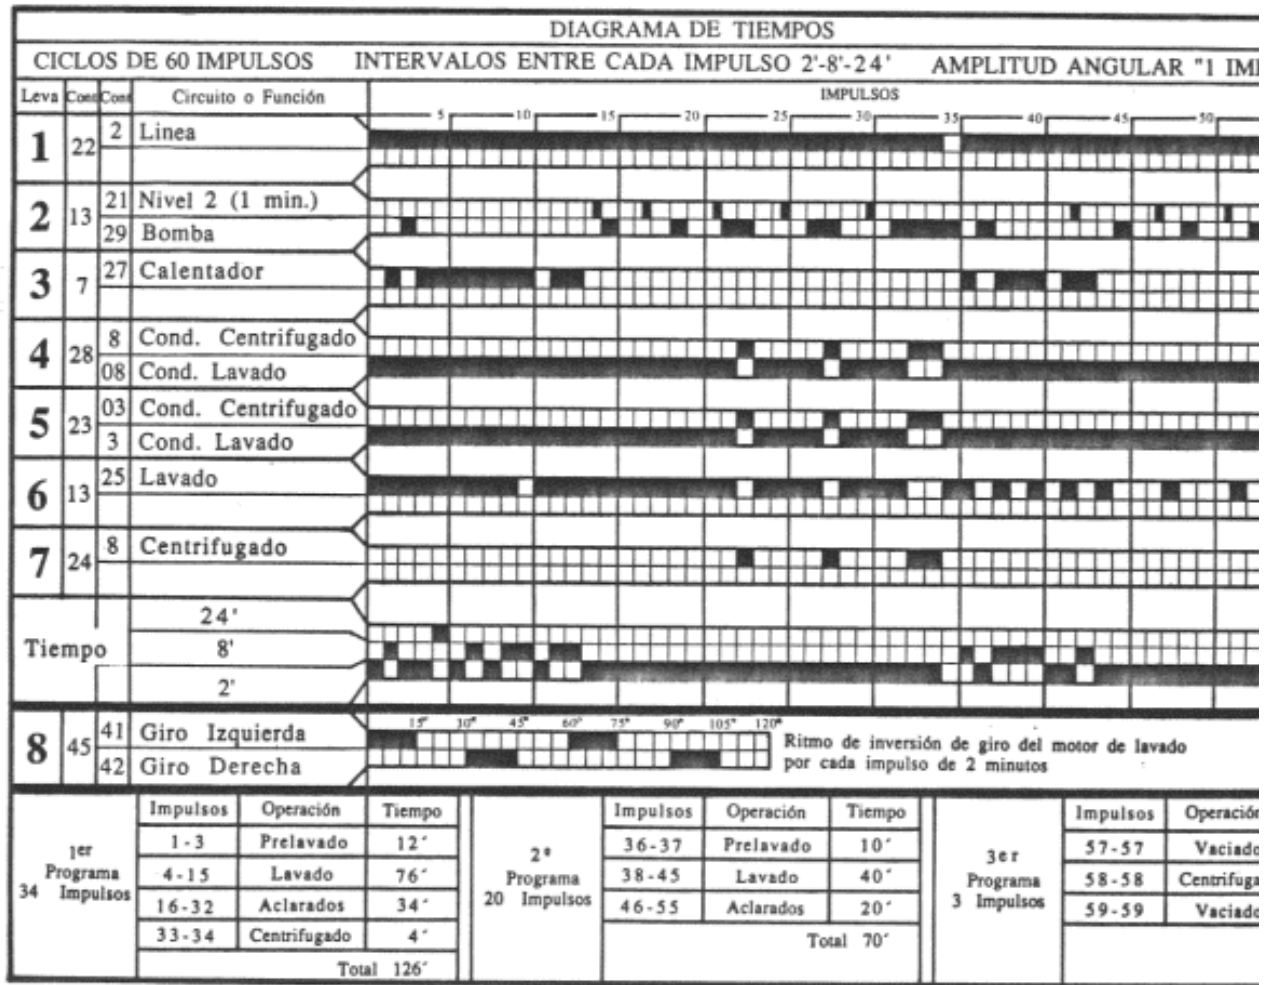 DIAGRAMA DE TIEMPOS
CICLOS DE 60 IMPULSOS INTERVALOS ENTRE CADA IMPULSO 2'-8'-24' AMPLITUD ANGULAR "1 IM
Leva Cont Cont Circuito o Función IMPULSOS
5 10 15 20 25 30 35 40 45 50
1 22 2 Linea
2 13 21 Nivel 2 (1 min.)
29 Bomba
3 7 27 Calentador
4 28 8 Cond. Centrifugado
08 Cond. Lavado
5 23 03 Cond. Centrifugado
3 Cond. Lavado
6 13 25 Lavado
7 24 8 Centrifugado
Tiempo
24'
8'
2'
15° 30° 45° 60° 75° 90° 105° 120°
8 45 41 Giro Izquierda
42 Giro Derecha
Ritmo de inversión de giro del motor de lavado
por cada impulso de 2 minutos
1er
Programa
34 Impulsos
Impulsos Operación Tiempo
1-3 Prelavado 12´
4-15 Lavado 76´
16-32 Aclarados 34´
33-34 Centrifugado 4´
Total 126´
2º
Programa
20 Impulsos
Impulsos Operación Tiempo
36-37 Prelavado 10´
38-45 Lavado 40´
46-55 Aclarados 20´
Total 70´
3er
Programa
3 Impulsos
Impulsos Operación
57-57 Vaciado
58-58 Centrifuga
59-59 Vaciado